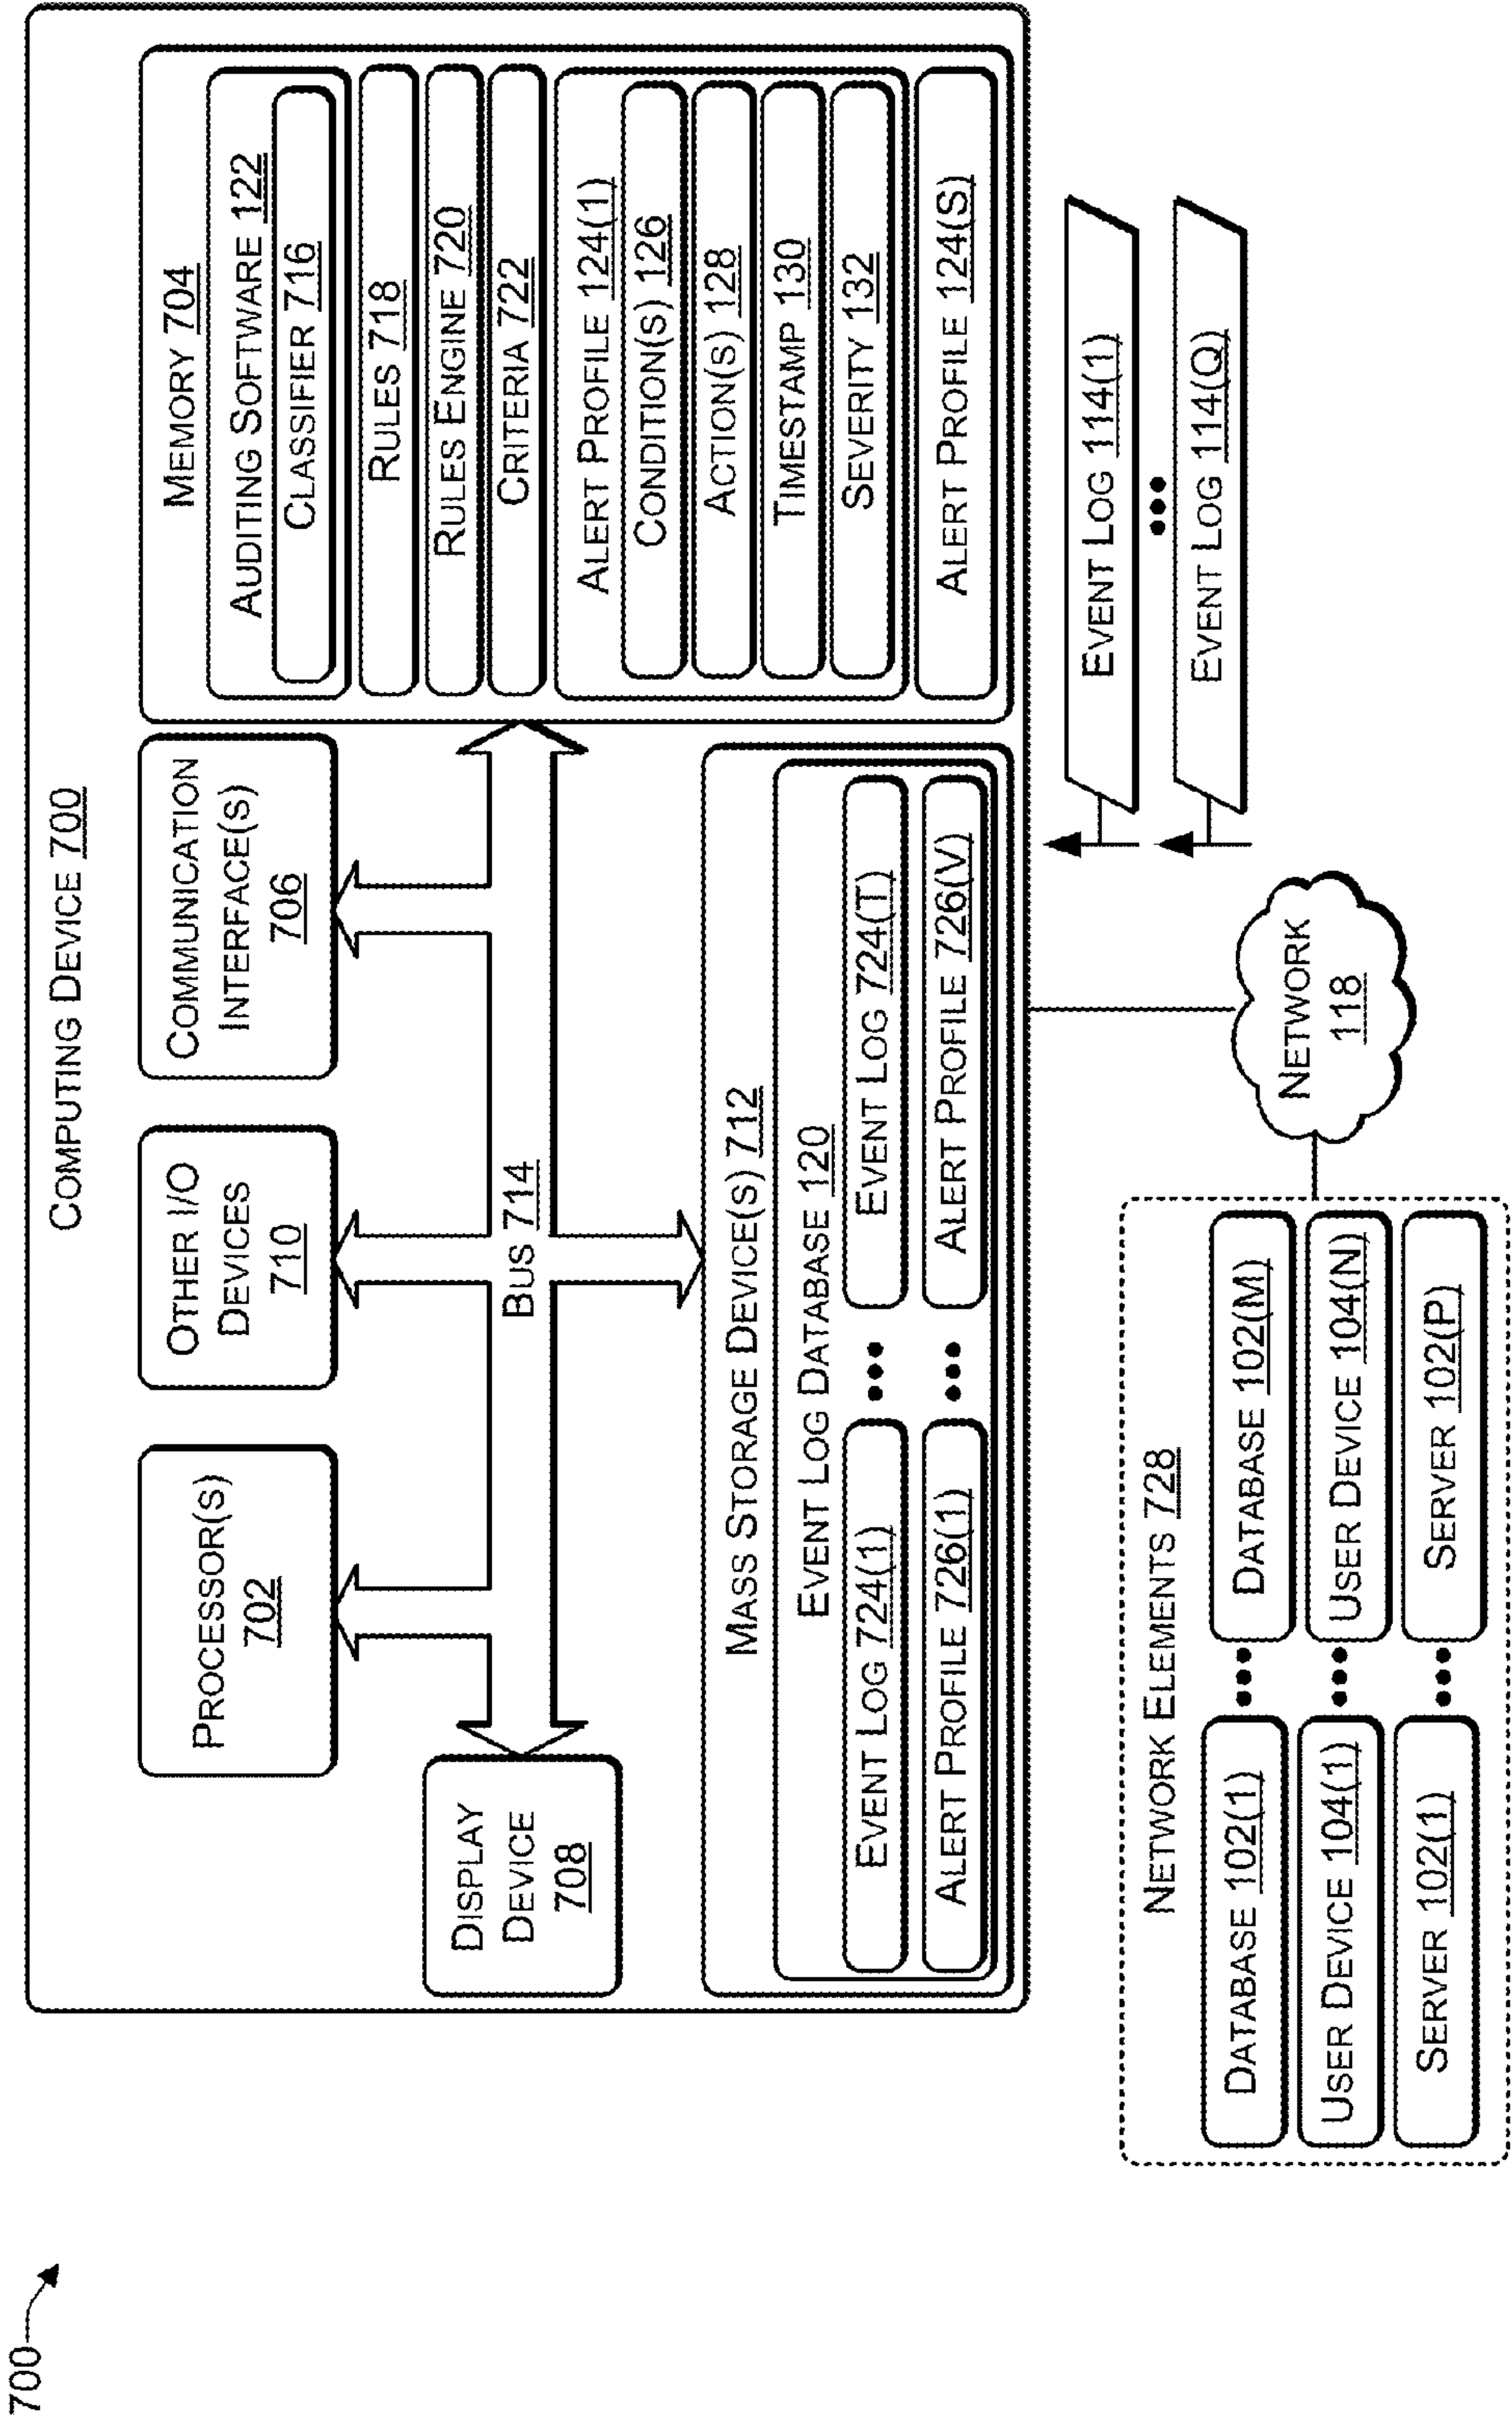 700
COMPUTING DEVICE 700
PROCESSOR(S)
702
OTHER I/O
DEVICES
710
COMMUNICATION
INTERFACE(S)
706
MEMORY 704
AUDITING SOFTWARE 122
CLASSIFIER 716
RULES 718
RULES ENGINE 720
CRITERIA 722
ALERT PROFILE 124(1)
CONDITION(S) 126
ACTION(S) 128
TIMESTAMP 130
SEVERITY 132
ALERT PROFILE 124(S)
DISPLAY
DEVICE
708
BUS 714
MASS STORAGE DEVICE(S) 712
EVENT LOG DATABASE 120
EVENT LOG 724(1)
•••
EVENT LOG 724(T)
ALERT PROFILE 726(1)
•••
ALERT PROFILE 726(V)
EVENT LOG 114(1)
•••
EVENT LOG 114(Q)
NETWORK
118
NETWORK ELEMENTS 728
DATABASE 102(1)
•••
DATABASE 102(M)
USER DEVICE 104(1)
•••
USER DEVICE 104(N)
SERVER 102(1)
•••
SERVER 102(P)